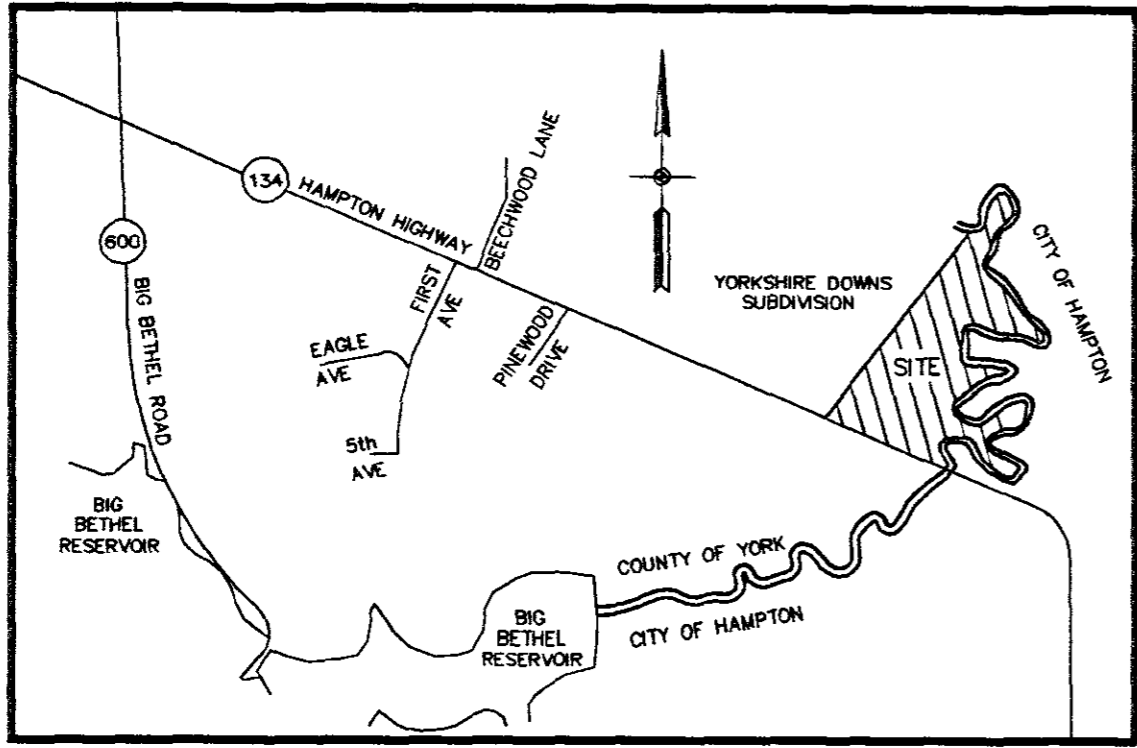 134
HAMPTON HIGHWAY
BEECHWOOD LANE
600
BIG BETHEL ROAD
FIRST
AVE
EAGLE
AVE
5th
AVE
PINEWOOD
DRIVE
YORKSHIRE DOWNS
SUBDIVISION
CITY OF HAMPTON
SITE
BIG
BETHEL
RESERVOIR
COUNTY OF YORK
CITY OF HAMPTON
BIG
BETHEL
RESERVOIR